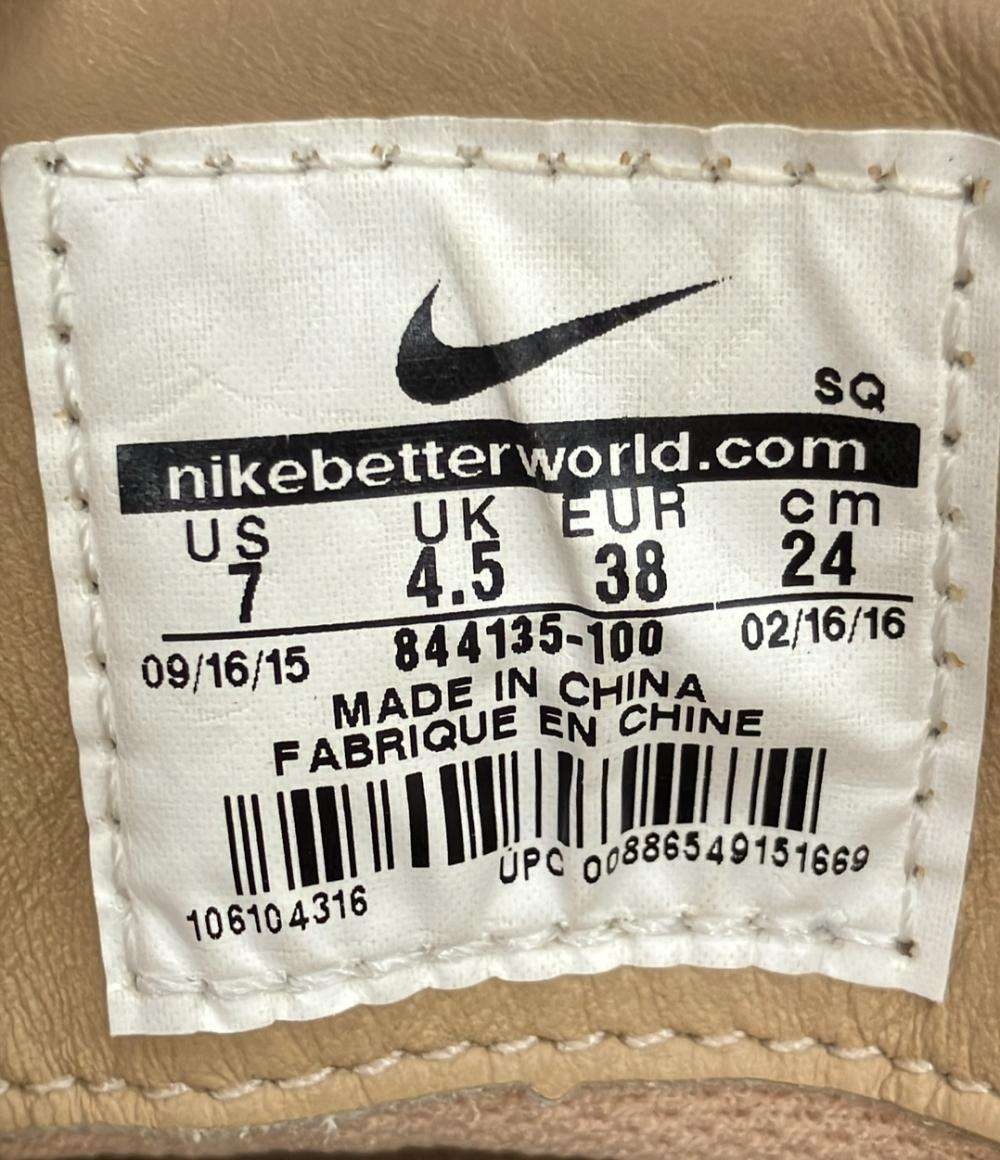 SQ
nikebetterworld.com
US UK EUR cm
7 4.5 38 24
09/16/15 844135-100 02/16/16
MADE IN CHINA
FABRIQUE EN CHINE
UPC 00886549151669
106104316